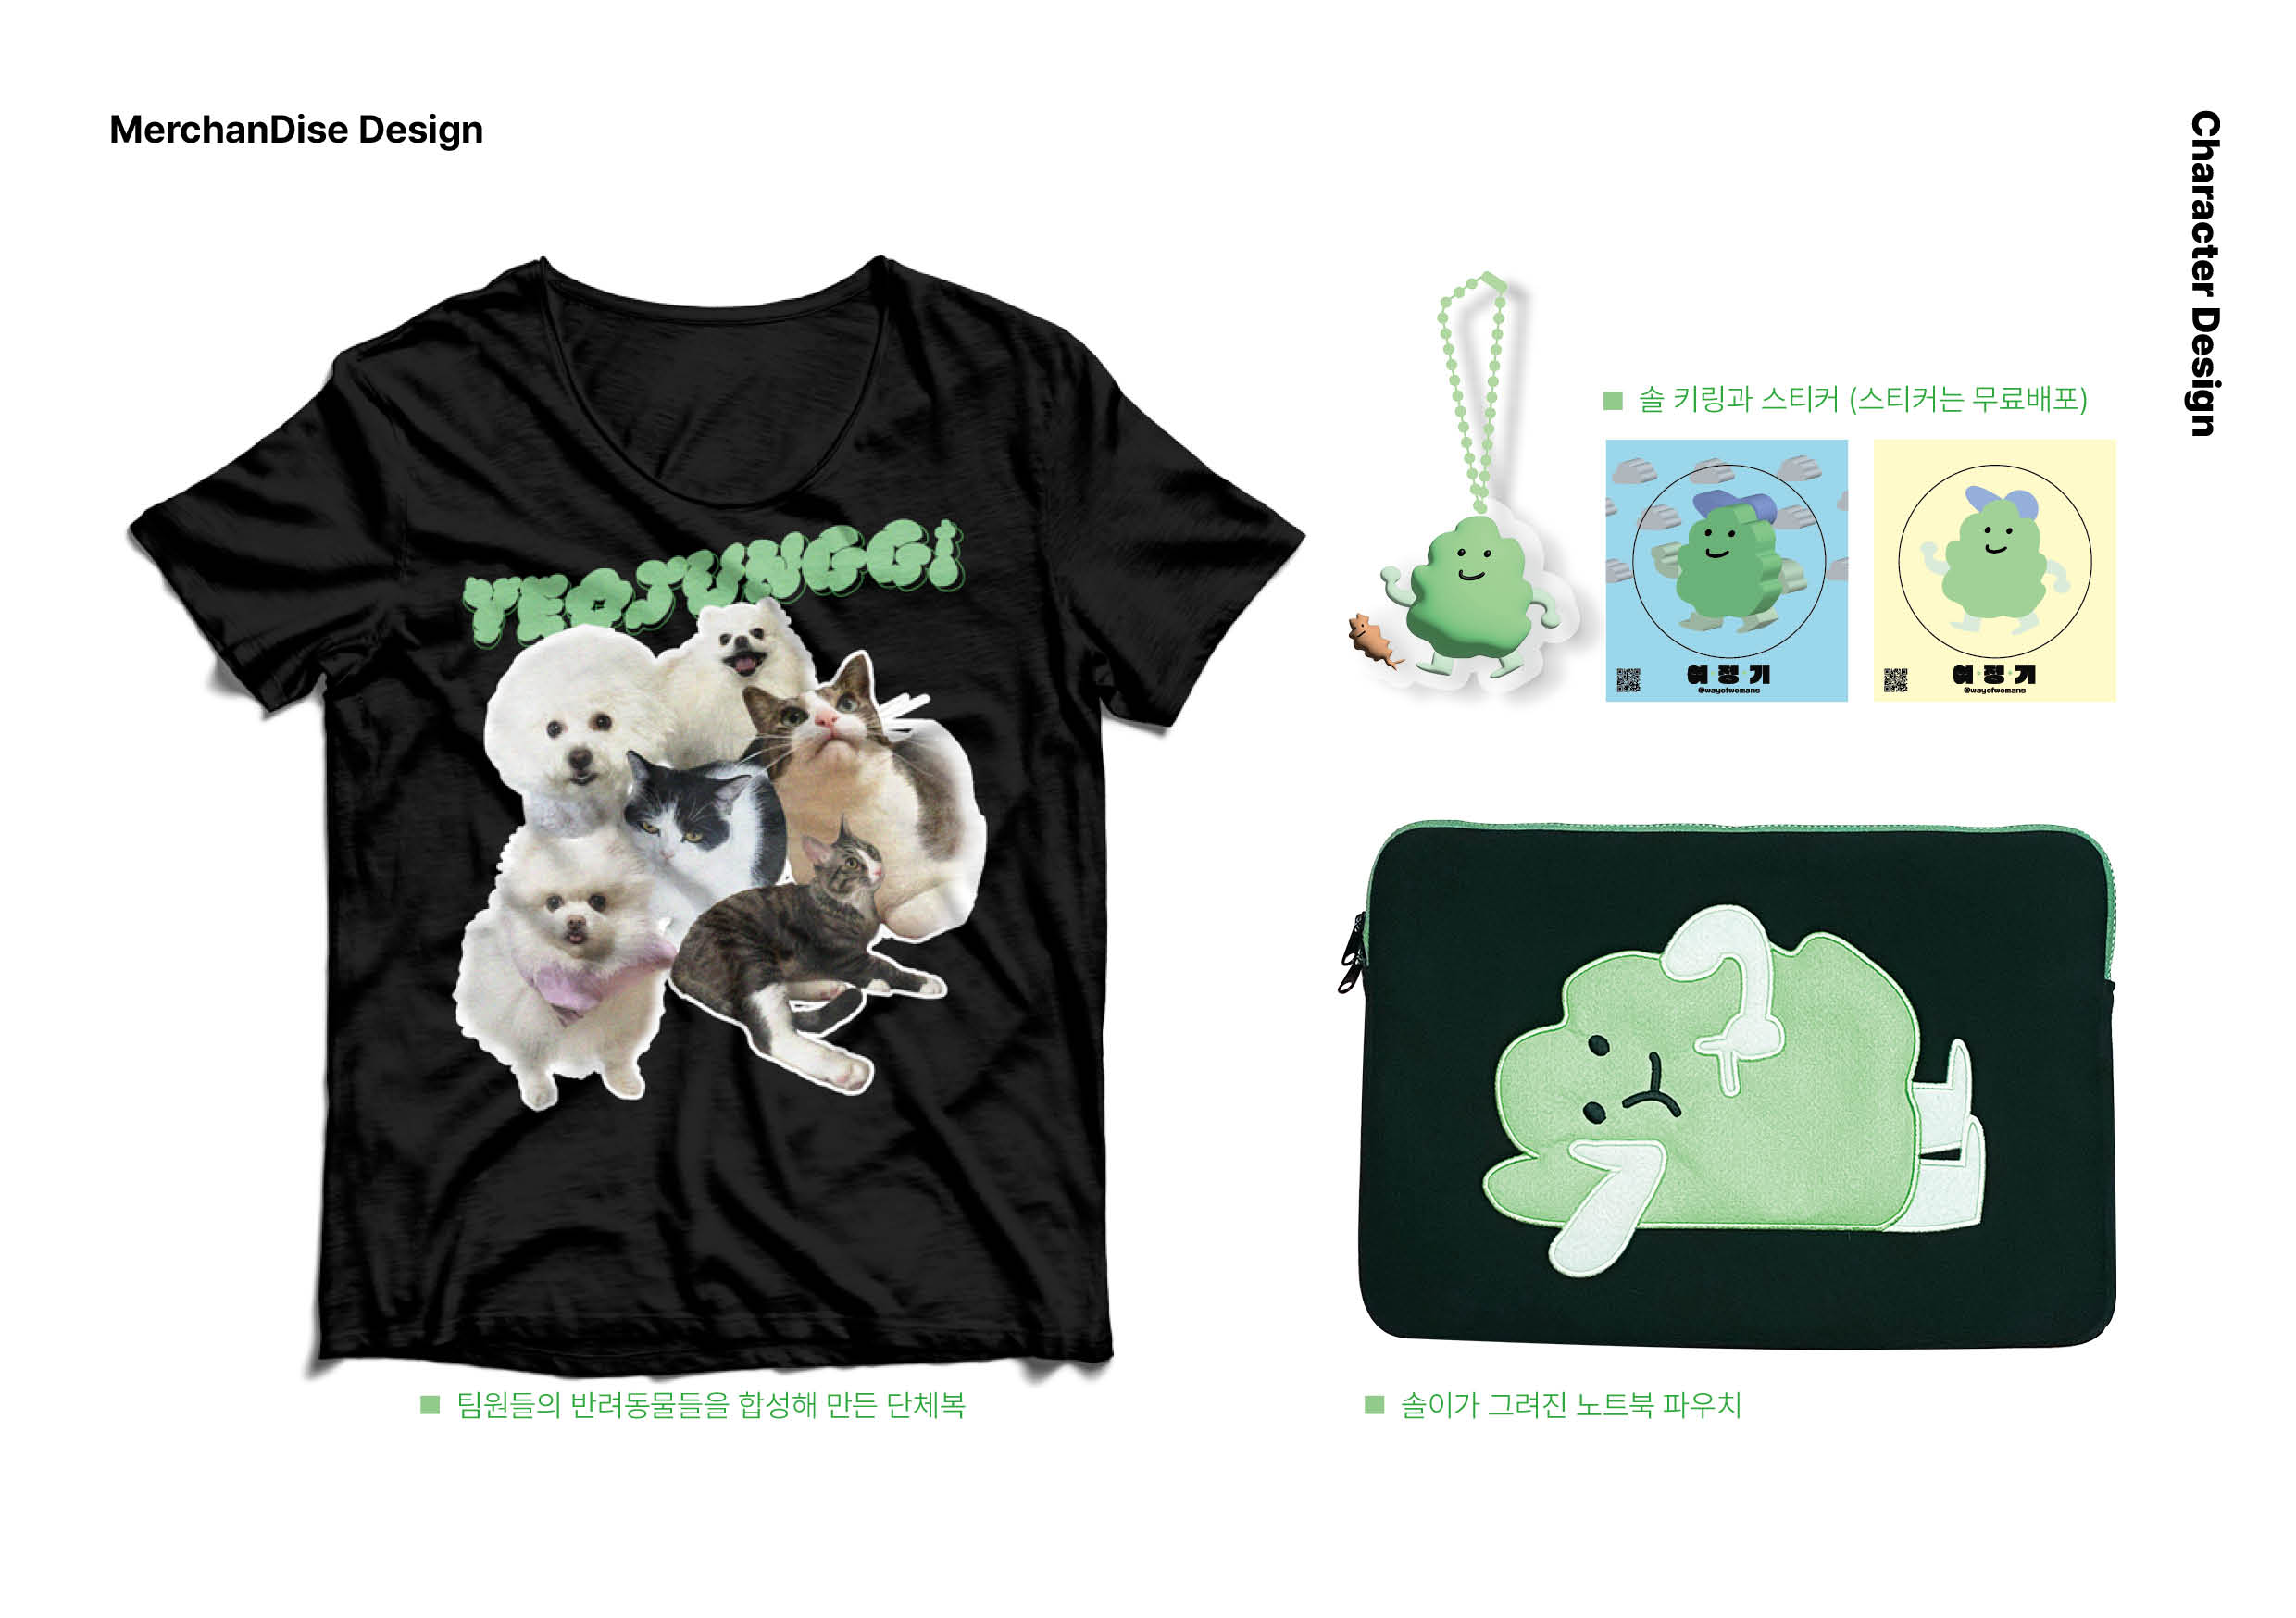 MerchanDise Design
Character Design
YEOJUNGGI
솔 키링과 스티커 (스티커는 무료배포)
여·정·기
@wayofwomans
여·정·기
@wayofwomans
팀원들의 반려동물들을 합성해 만든 단체복
솔이가 그려진 노트북 파우치